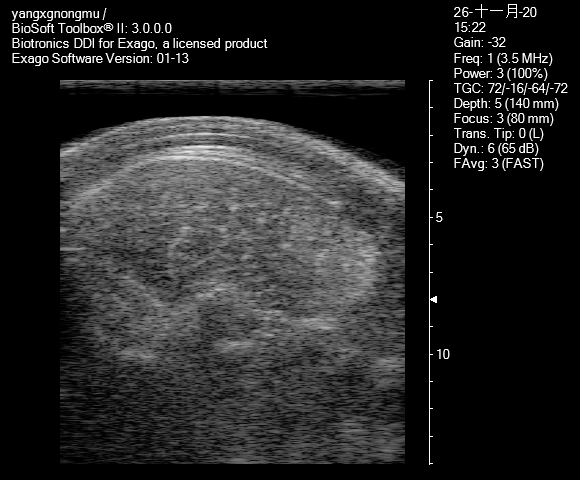 yangxgnongmu /
BioSoft Toolbox® II: 3.0.0.0
Biotronics DDI for Exago, a licensed product
Exago Software Version: 01-13
26-十一月-20
15:22
Gain: -32
Freq: 1 (3.5 MHz)
Power: 3 (100%)
TGC: 72/-16/-64/-72
Depth: 5 (140 mm)
Focus: 3 (80 mm)
Trans. Tip: 0 (L)
Dyn.: 6 (65 dB)
FAvg: 3 (FAST)
5
10